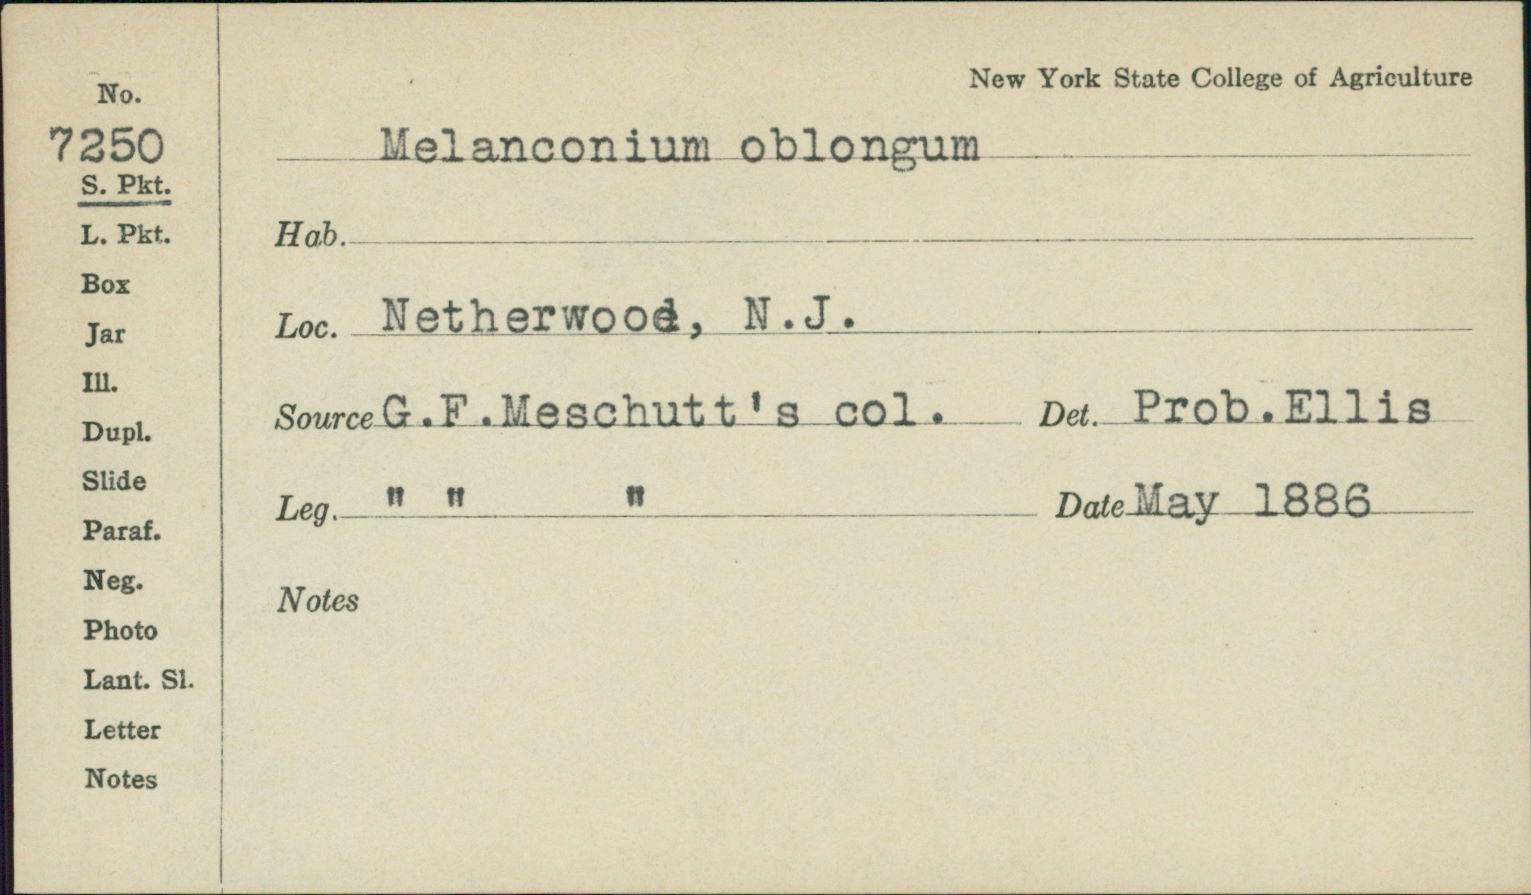 New York State College of Agriculture
No.
7250
S. Pkt.
L. Pkt.
Box
Jar
Ill.
Dupl.
Slide
Paraf.
Neg.
Photo
Lant. Sl.
Letter
Notes
Melanconium oblongum
Hab.
Loc. Netherwood, N.J.
Source G.F.Meschutt's col. Det. Prob.Ellis
Leg. " " " Date May 1886
Notes